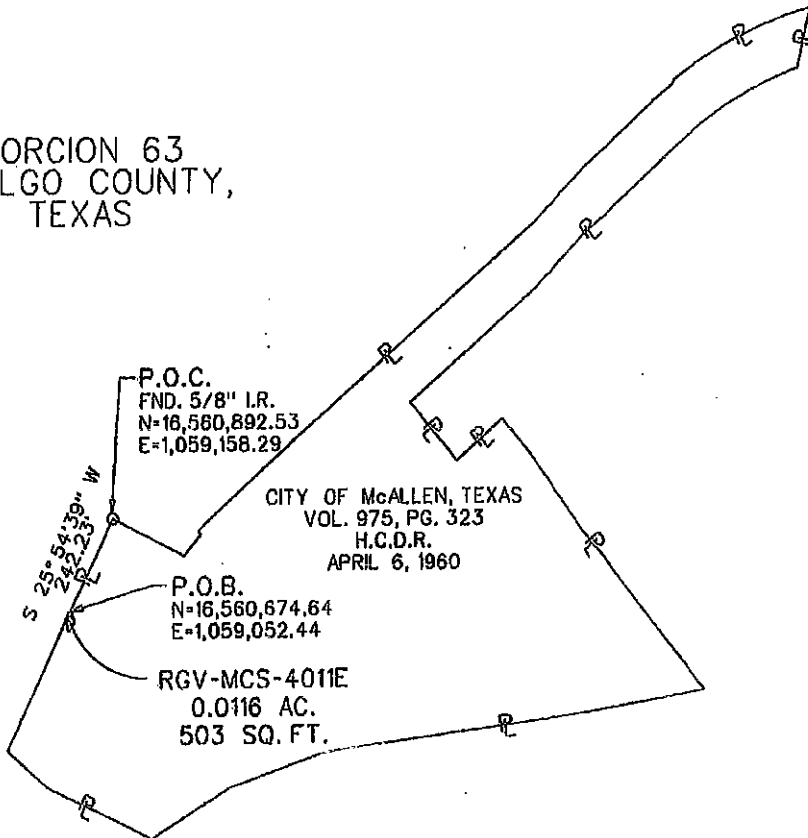 ORCION 63
LGO COUNTY,
TEXAS
P.O.C.
FND. 5/8" I.R.
N=16,560,892.53
E=1,059,158.29
S 25°54'39" W
242.23'
CITY OF McALLEN, TEXAS
VOL. 975, PG. 323
H.C.D.R.
APRIL 6, 1960
P.O.B.
N=16,560,674.64
E=1,059,052.44
RGV-MCS-4011E
0.0116 AC.
503 SQ. FT.